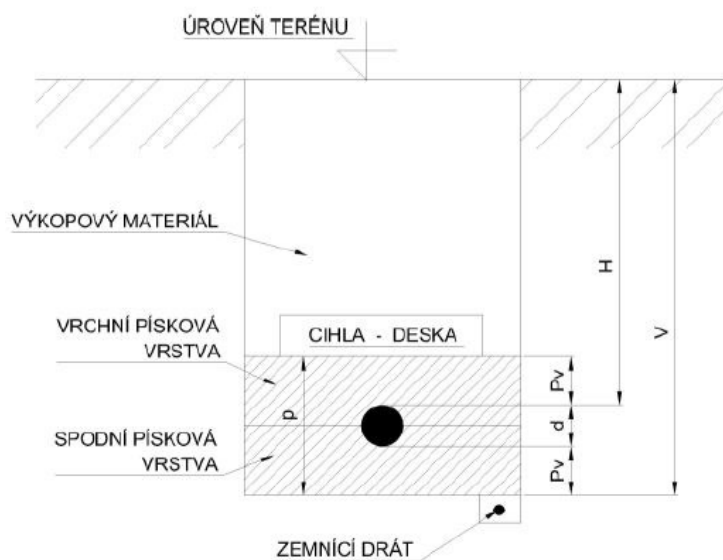 ÚROVEŇ TERÉNU
VÝKOPOVÝ MATERIÁL
H
V
VRCHNÍ PÍSKOVÁ
VRSTVA
CIHLA - DESKA
Pv
p
d
SPODNÍ PÍSKOVÁ
VRSTVA
Pv
ZEMNÍCÍ DRÁT